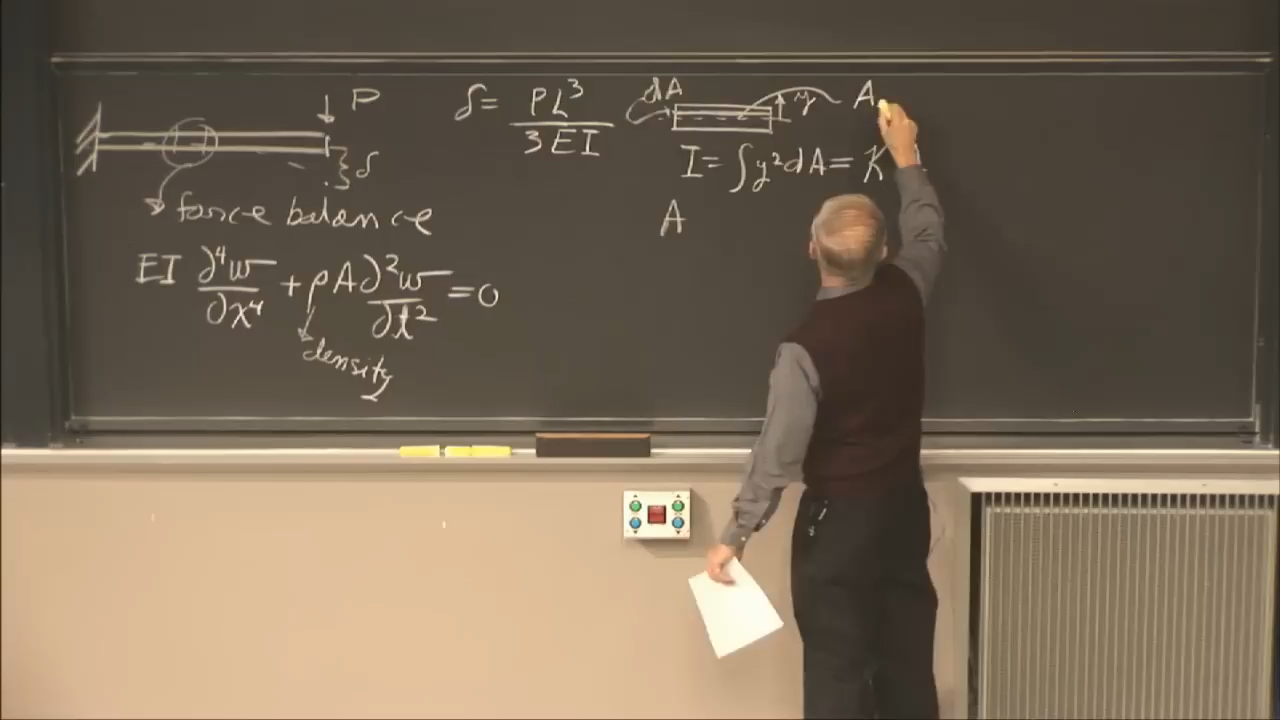 P
δ
force balance
EI ∂⁴w/∂x⁴ + ρA ∂²w/∂t² = 0
density
δ = PL³/3EI
dA
y
A
I = ∫y²dA = K
A